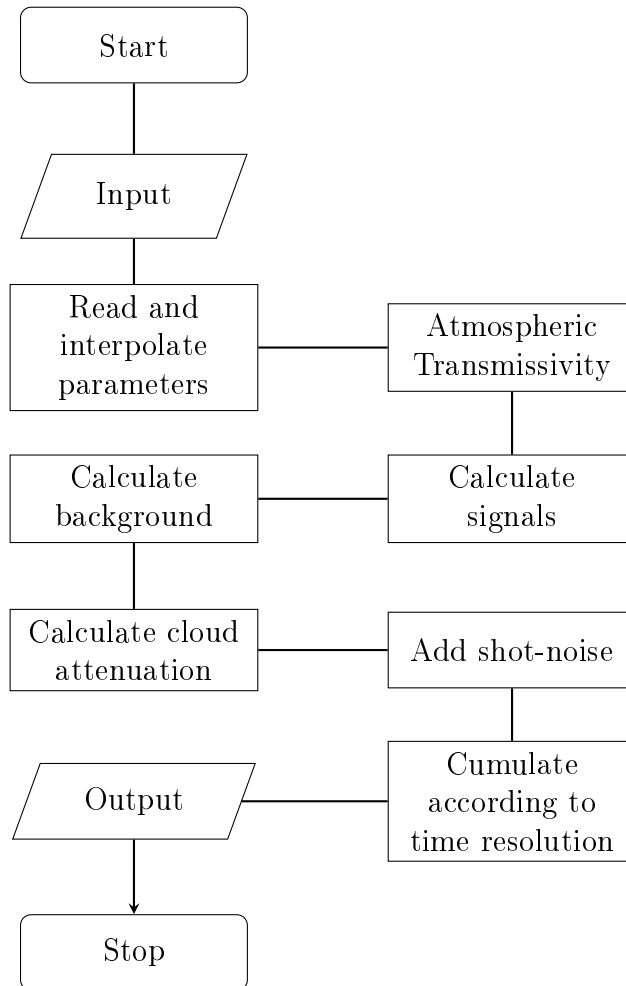 Start
Input
Read and
interpolate
parameters
Atmospheric
Transmissivity
Calculate
signals
Calculate
background
Calculate cloud
attenuation
Add shot-noise
Cumulate
according to
time resolution
Output
Stop